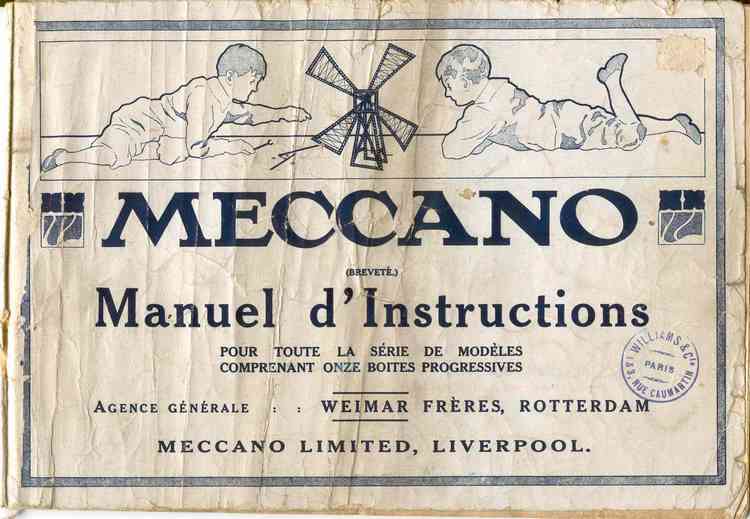 MECCANO
(BREVETÉ.)
Manuel d'Instructions
POUR TOUTE LA SÉRIE DE MODÈLES
COMPRENANT ONZE BOITES PROGRESSIVES
AGENCE GÉNÉRALE : : WEIMAR FRÈRES, ROTTERDAM
MECCANO LIMITED, LIVERPOOL.
WILLIAMS & Cie
PARIS
RUE CAUMARTIN